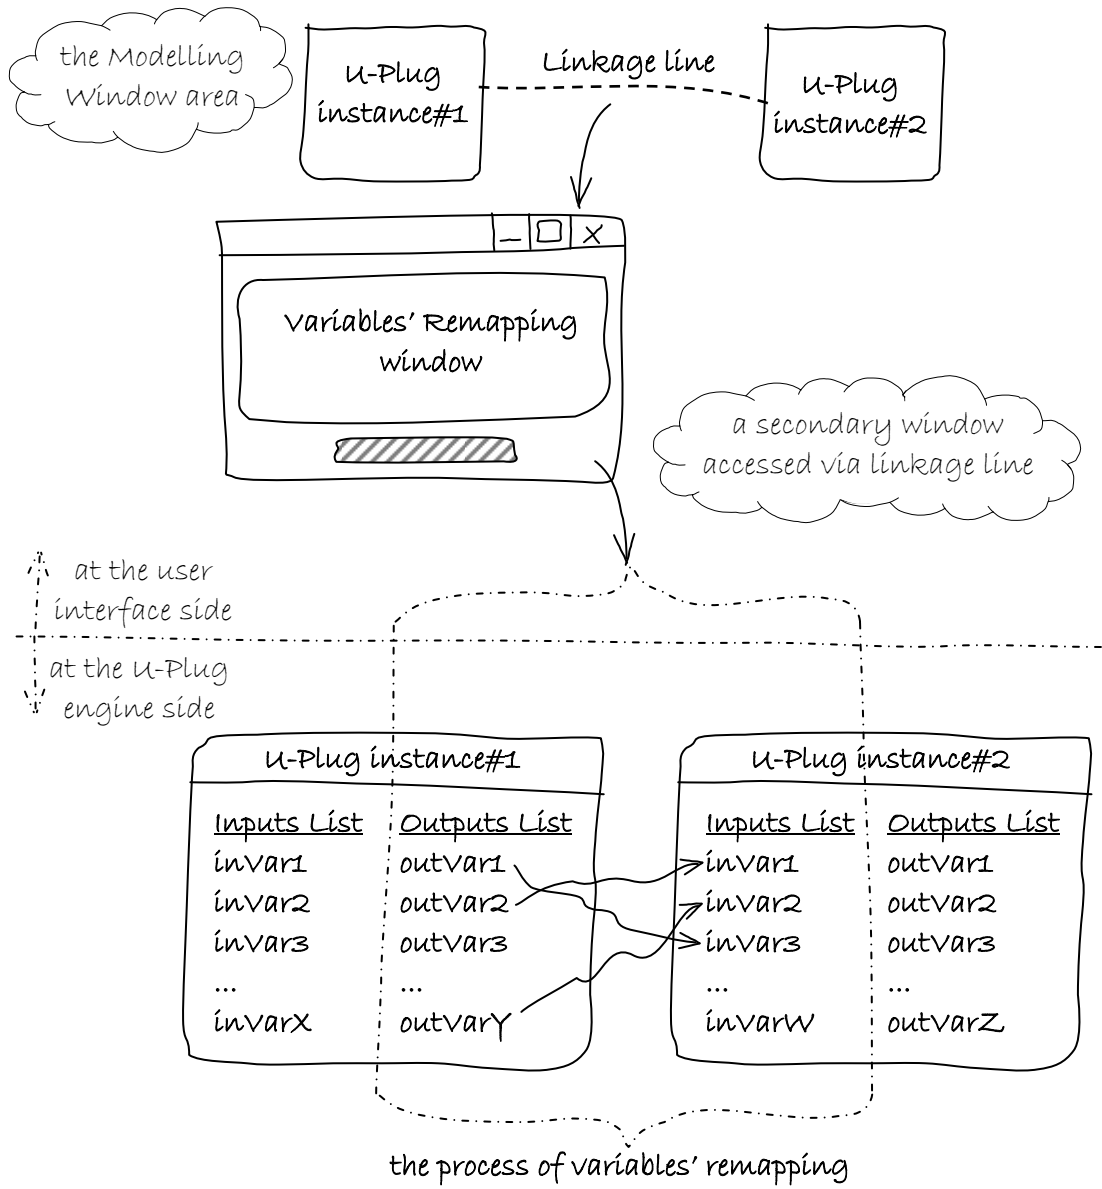 the Modelling
Window area
U-Plug
instance#1
Linkage line
U-Plug
instance#2
X
Variables' Remapping
window
a secondary window
accessed via linkage line
at the user
interface side
at the U-Plug
engine side
U-Plug instance#1
Inputs List Outputs List
inVar1 outVar1
inVar2 outVar2
inVar3 outVar3
... ...
inVarX outVarY
U-Plug instance#2
Inputs List Outputs List
inVar1 outVar1
inVar2 outVar2
inVar3 outVar3
... ...
inVarW outVarZ
the process of variables' remapping